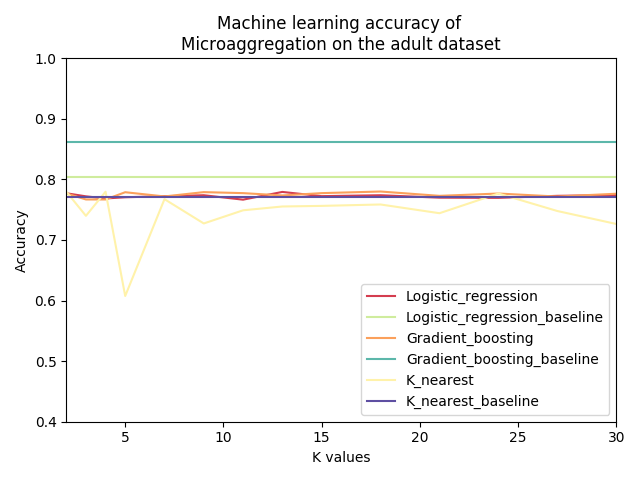 Machine learning accuracy of
Microaggregation on the adult dataset
1.0
0.9
0.8
0.7
0.6
0.5
0.4
Accuracy
Logistic_regression
Logistic_regression_baseline
Gradient_boosting
Gradient_boosting_baseline
K_nearest
K_nearest_baseline
5 10 15 20 25 30
K values